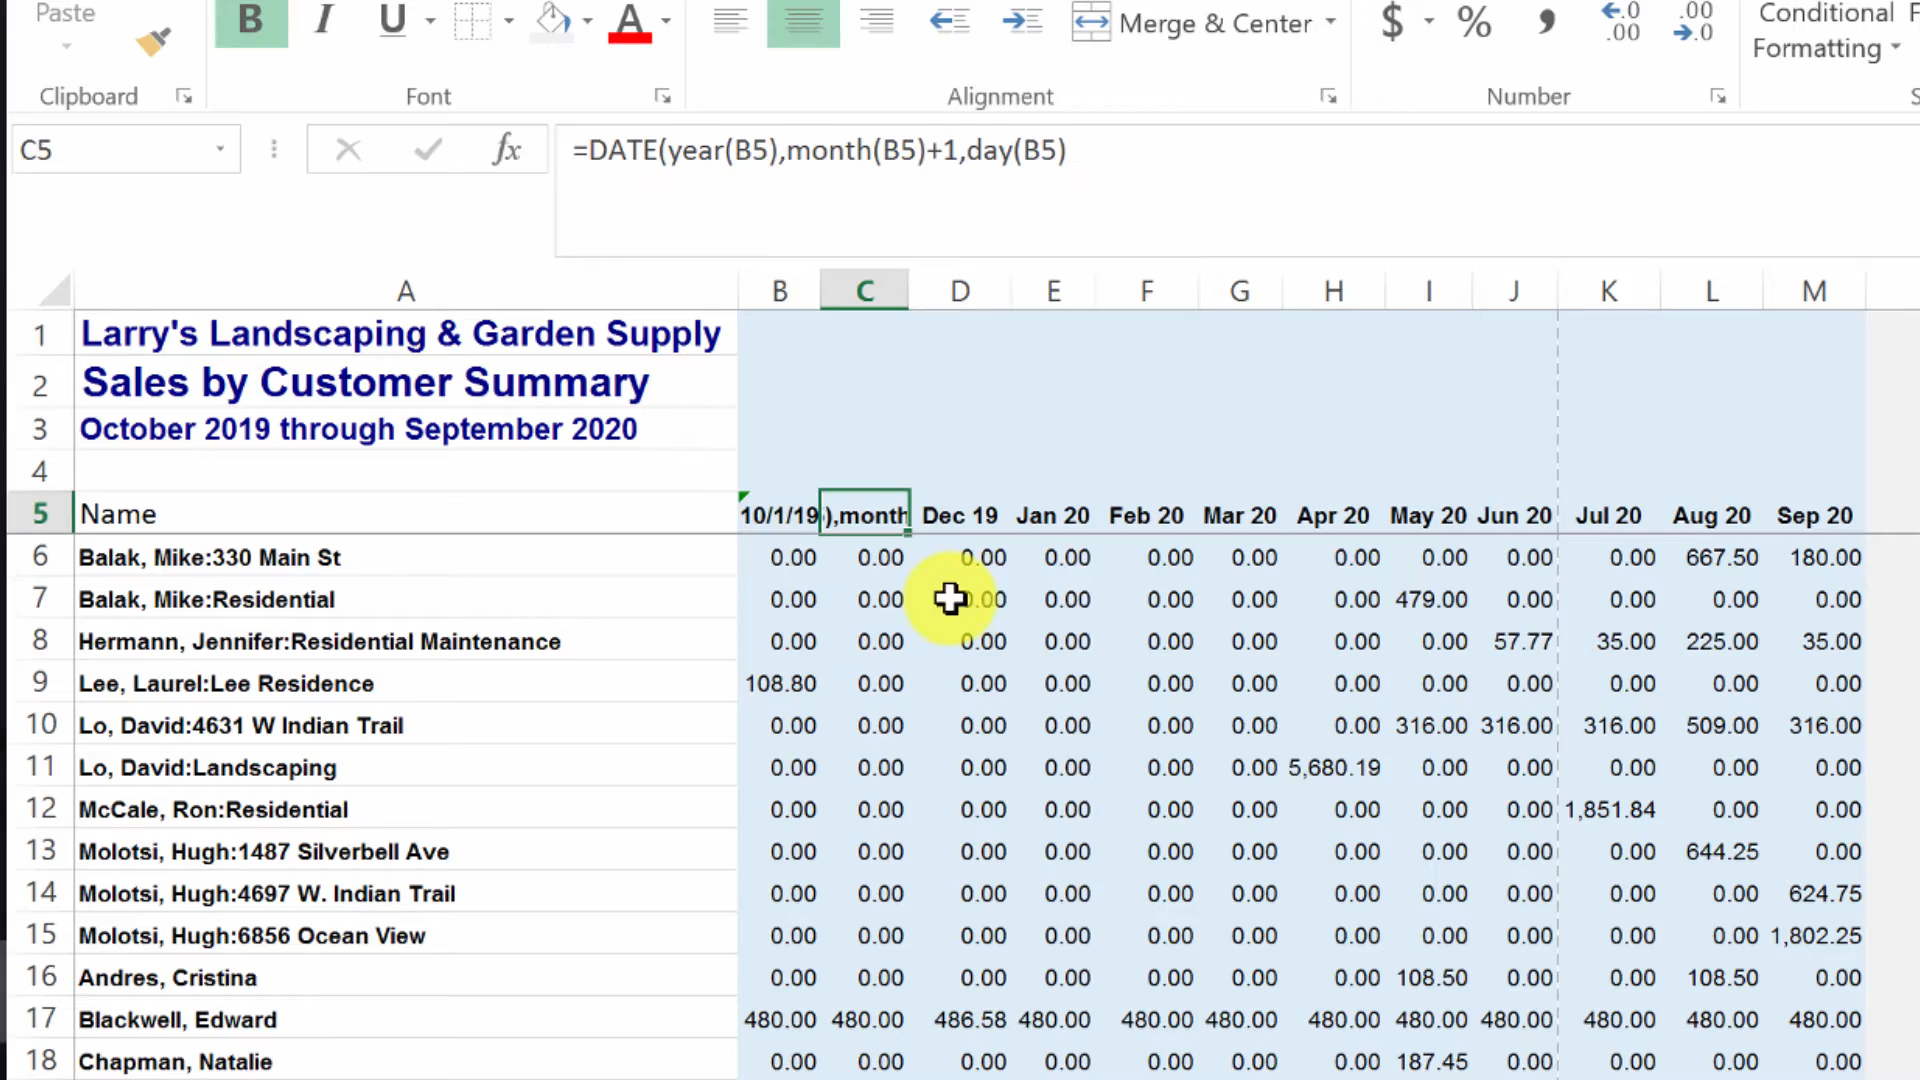 Paste
B I U A
Merge & Center
$ % , .0 .00 .00 .0
Conditional F
Formatting
Clipboard Font Alignment Number S
C5 fx =DATE(year(B5),month(B5)+1,day(B5)
A B C D E F G H I J K L M
1 Larry's Landscaping & Garden Supply
2 Sales by Customer Summary
3 October 2019 through September 2020
4
5 Name 10/1/19 ),month Dec 19 Jan 20 Feb 20 Mar 20 Apr 20 May 20 Jun 20 Jul 20 Aug 20 Sep 20
6 Balak, Mike:330 Main St 0.00 0.00 0.00 0.00 0.00 0.00 0.00 0.00 0.00 0.00 667.50 180.00
7 Balak, Mike:Residential 0.00 0.00 0.00 0.00 0.00 0.00 0.00 479.00 0.00 0.00 0.00 0.00
8 Hermann, Jennifer:Residential Maintenance 0.00 0.00 0.00 0.00 0.00 0.00 0.00 0.00 57.77 35.00 225.00 35.00
9 Lee, Laurel:Lee Residence 108.80 0.00 0.00 0.00 0.00 0.00 0.00 0.00 0.00 0.00 0.00 0.00
10 Lo, David:4631 W Indian Trail 0.00 0.00 0.00 0.00 0.00 0.00 0.00 316.00 316.00 316.00 509.00 316.00
11 Lo, David:Landscaping 0.00 0.00 0.00 0.00 0.00 0.00 5,680.19 0.00 0.00 0.00 0.00 0.00
12 McCale, Ron:Residential 0.00 0.00 0.00 0.00 0.00 0.00 0.00 0.00 0.00 1,851.84 0.00 0.00
13 Molotsi, Hugh:1487 Silverbell Ave 0.00 0.00 0.00 0.00 0.00 0.00 0.00 0.00 0.00 0.00 644.25 0.00
14 Molotsi, Hugh:4697 W. Indian Trail 0.00 0.00 0.00 0.00 0.00 0.00 0.00 0.00 0.00 0.00 0.00 624.75
15 Molotsi, Hugh:6856 Ocean View 0.00 0.00 0.00 0.00 0.00 0.00 0.00 0.00 0.00 0.00 0.00 1,802.25
16 Andres, Cristina 0.00 0.00 0.00 0.00 0.00 0.00 0.00 108.50 0.00 0.00 108.50 0.00
17 Blackwell, Edward 480.00 480.00 486.58 480.00 480.00 480.00 480.00 480.00 480.00 480.00 480.00 480.00
18 Chapman, Natalie 0.00 0.00 0.00 0.00 0.00 0.00 0.00 187.45 0.00 0.00 0.00 0.00